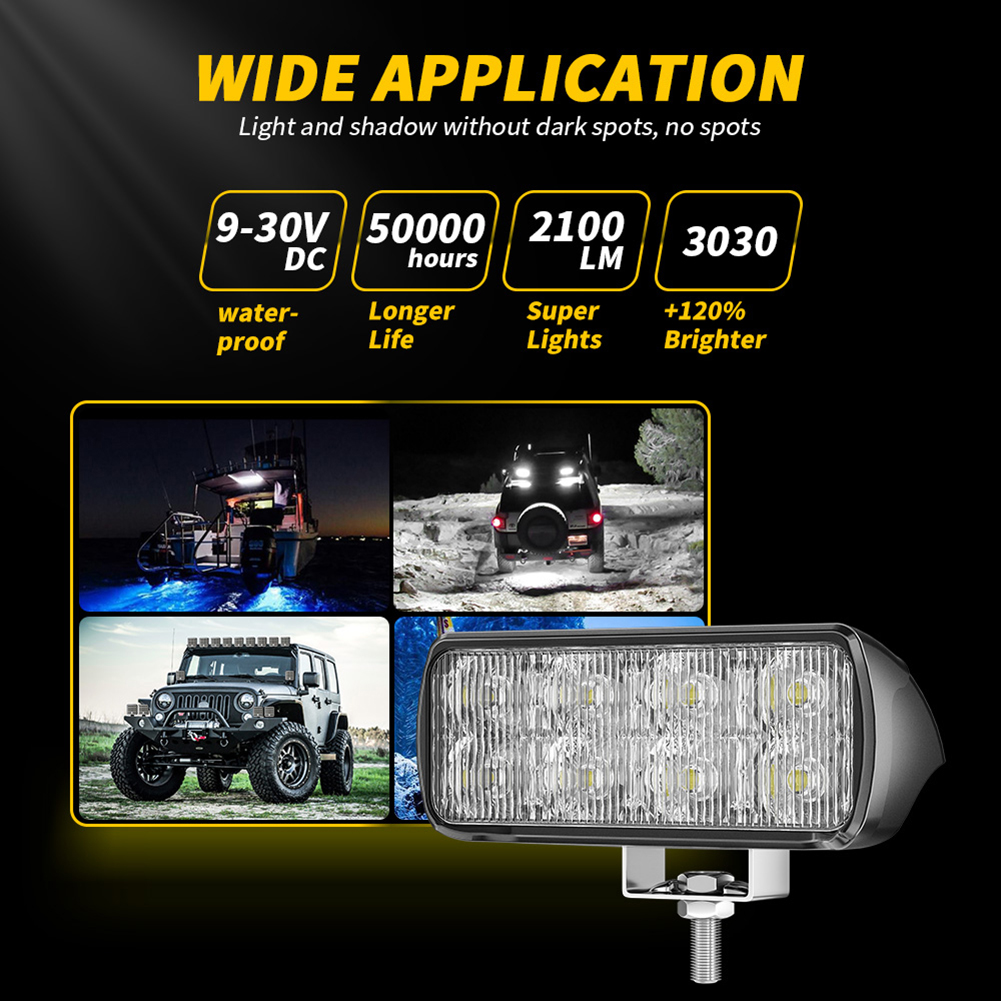 WIDE APPLICATION
Light and shadow without dark spots, no spots
9-30V
DC
50000
hours
2100
LM
3030
water-
proof
Longer
Life
Super
Lights
+120%
Brighter